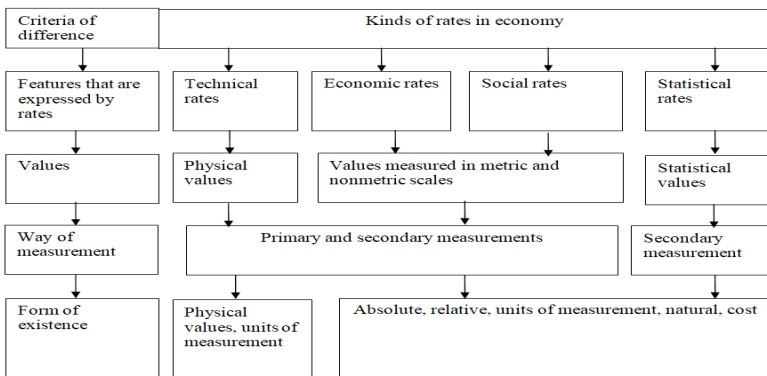 Criteria of
difference
Kinds of rates in economy
Features that are
expressed by
rates
Technical
rates
Economic rates
Social rates
Statistical
rates
Values
Physical
values
Values measured in metric and
nonmetric scales
Statistical
values
Way of
measurement
Primary and secondary measurements
Secondary
measurement
Form of
existence
Physical
values, units of
measurement
Absolute, relative, units of measurement, natural, cost